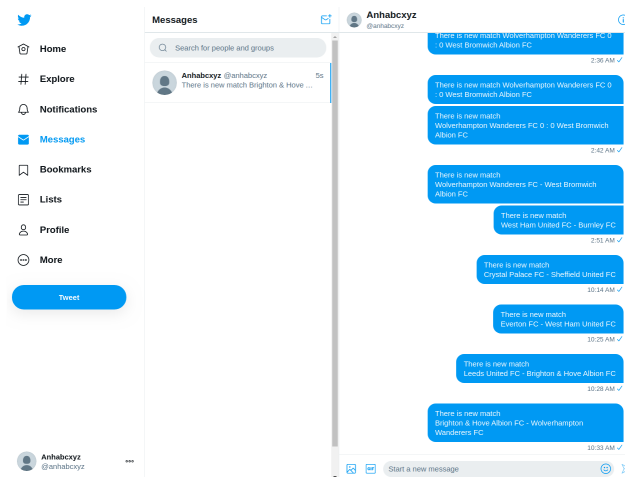 Home
Explore
Notifications
Messages
Bookmarks
Lists
Profile
More
Tweet
Anhabcxyz
@anhabcxyz
Messages
Search for people and groups
Anhabcxyz @anhabcxyz 5s
There is new match Brighton & Hove ...
Anhabcxyz
@anhabcxyz
There is new match Wolverhampton Wanderers FC 0
: 0 West Bromwich Albion FC
2:36 AM
There is new match Wolverhampton Wanderers FC 0
: 0 West Bromwich Albion FC
There is new match
Wolverhampton Wanderers FC 0 : 0 West Bromwich
Albion FC
2:42 AM
There is new match
Wolverhampton Wanderers FC - West Bromwich
Albion FC
There is new match
West Ham United FC - Burnley FC
2:51 AM
There is new match
Crystal Palace FC - Sheffield United FC
10:14 AM
There is new match
Everton FC - West Ham United FC
10:25 AM
There is new match
Leeds United FC - Brighton & Hove Albion FC
10:28 AM
There is new match
Brighton & Hove Albion FC - Wolverhampton
Wanderers FC
10:33 AM
GIF
Start a new message